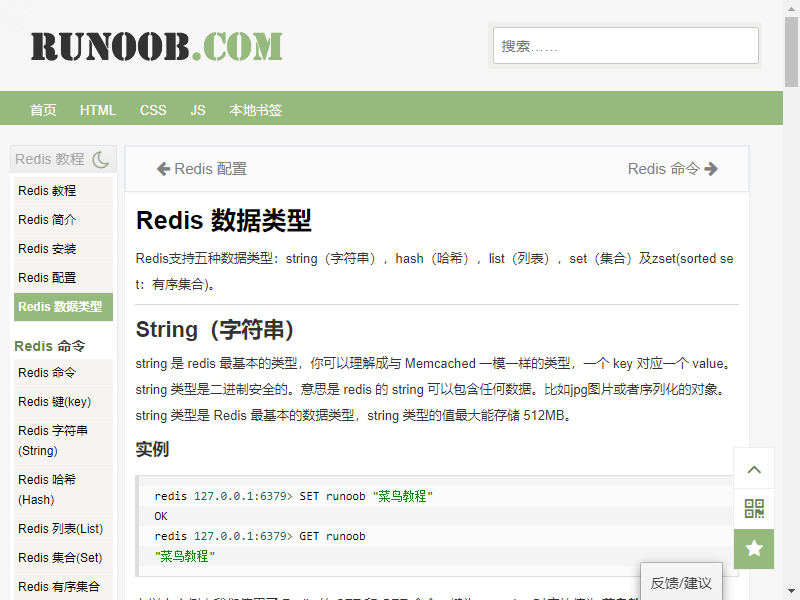 RUNOOB.COM
搜索……
首页 HTML CSS JS 本地书签
Redis 教程
Redis 教程
Redis 简介
Redis 安装
Redis 配置
Redis 数据类型
Redis 命令
Redis 命令
Redis 键(key)
Redis 字符串
(String)
Redis 哈希
(Hash)
Redis 列表(List)
Redis 集合(Set)
Redis 有序集合
Redis 配置
Redis 命令
Redis 数据类型
Redis支持五种数据类型：string（字符串），hash（哈希），list（列表），set（集合）及zset(sorted se
t：有序集合)。
String（字符串）
string 是 redis 最基本的类型，你可以理解成与 Memcached 一模一样的类型，一个 key 对应一个 value。
string 类型是二进制安全的。意思是 redis 的 string 可以包含任何数据。比如jpg图片或者序列化的对象。
string 类型是 Redis 最基本的数据类型，string 类型的值最大能存储 512MB。
实例
redis 127.0.0.1:6379> SET runoob "菜鸟教程"
OK
redis 127.0.0.1:6379> GET runoob
"菜鸟教程"
反馈/建议